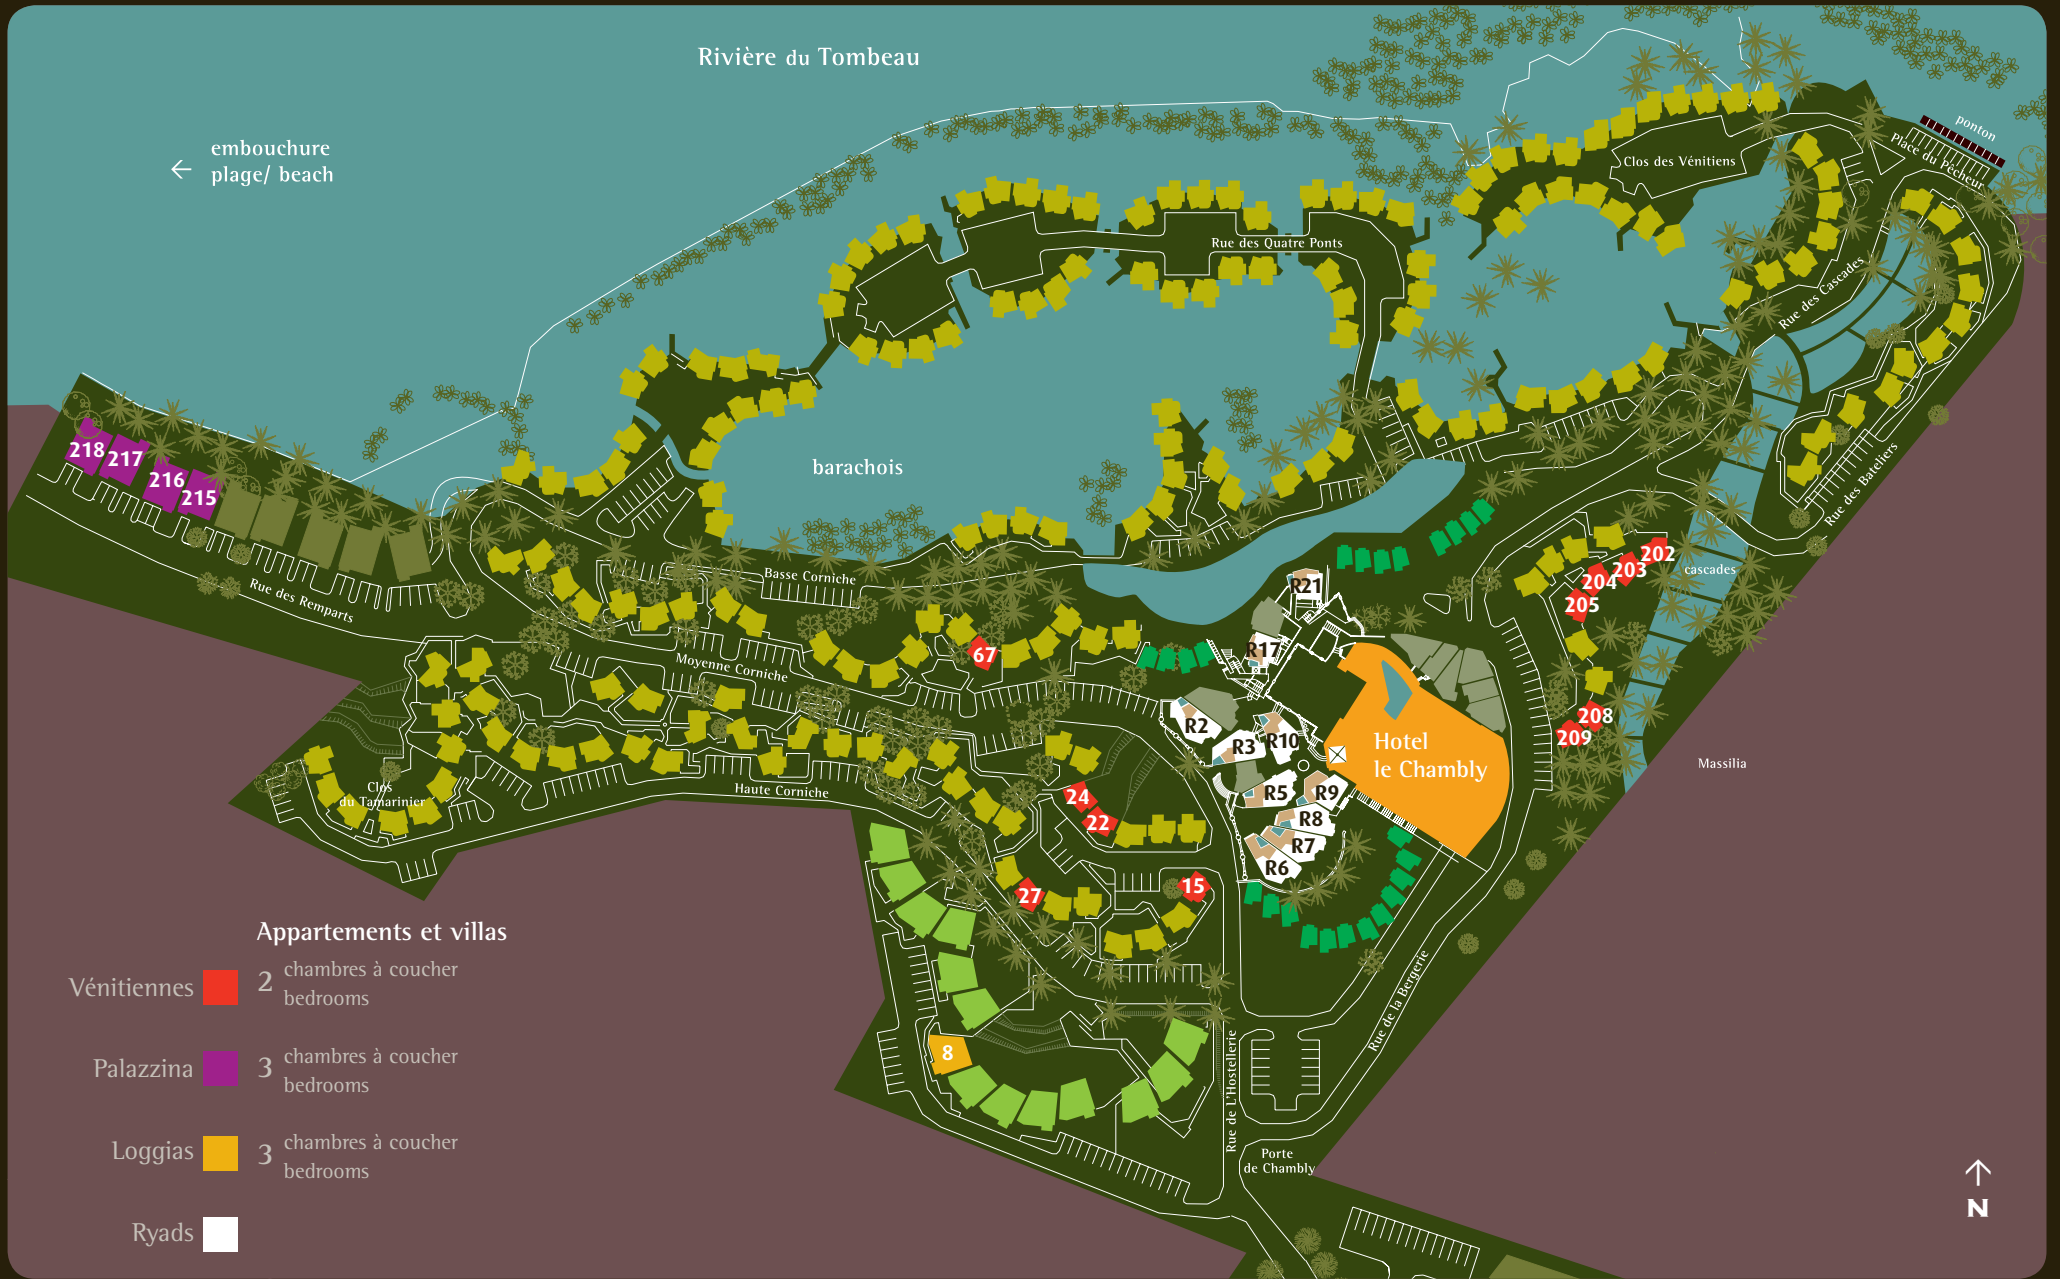 Rivière du Tombeau
embouchure
plage/ beach
ponton
Place du Pêcheur
Clos des Vénitiens
Rue des Quatre Ponts
Rue des Cascades
218
217
216
215
barachois
Rue des Bateliers
Rue des Remparts
Basse Corniche
cascades
202
203
204
205
R21
R17
67
Moyenne Corniche
208
209
R2
R3
R10
Hotel
le Chambly
Massilia
Clos
du Tamarinier
Haute Corniche
24
22
R5
R9
R8
R7
R6
15
27
Appartements et villas
Vénitiennes
2
chambres à coucher
bedrooms
Palazzina
3
chambres à coucher
bedrooms
Loggias
3
chambres à coucher
bedrooms
Ryads
8
Rue de la Bergerie
Rue de L'Hostellerie
Porte
de Chambly
N